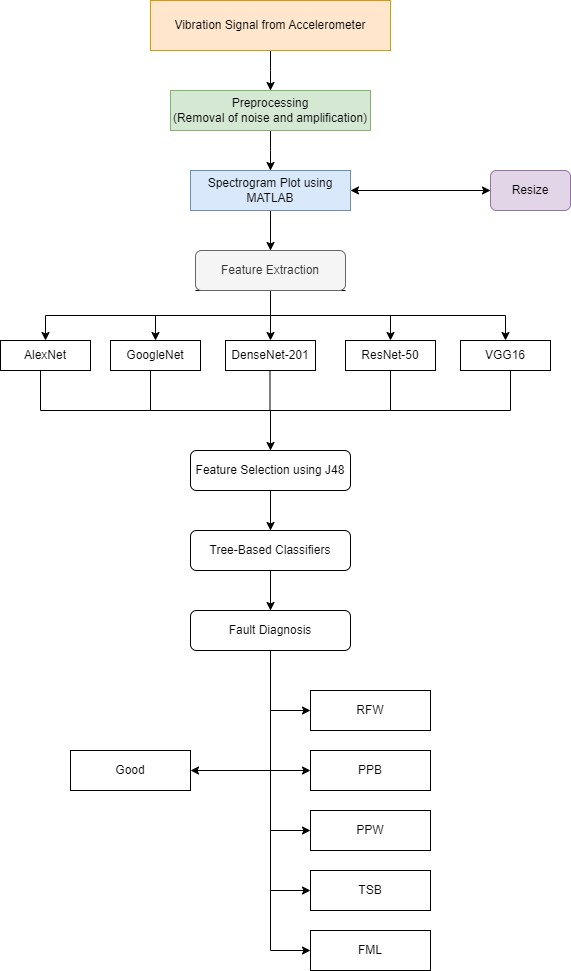 Vibration Signal from Accelerometer
Preprocessing
(Removal of noise and amplification)
Spectrogram Plot using
MATLAB
Resize
Feature Extraction
AlexNet
GoogleNet
DenseNet-201
ResNet-50
VGG16
Feature Selection using J48
Tree-Based Classifiers
Fault Diagnosis
RFW
Good
PPB
PPW
TSB
FML